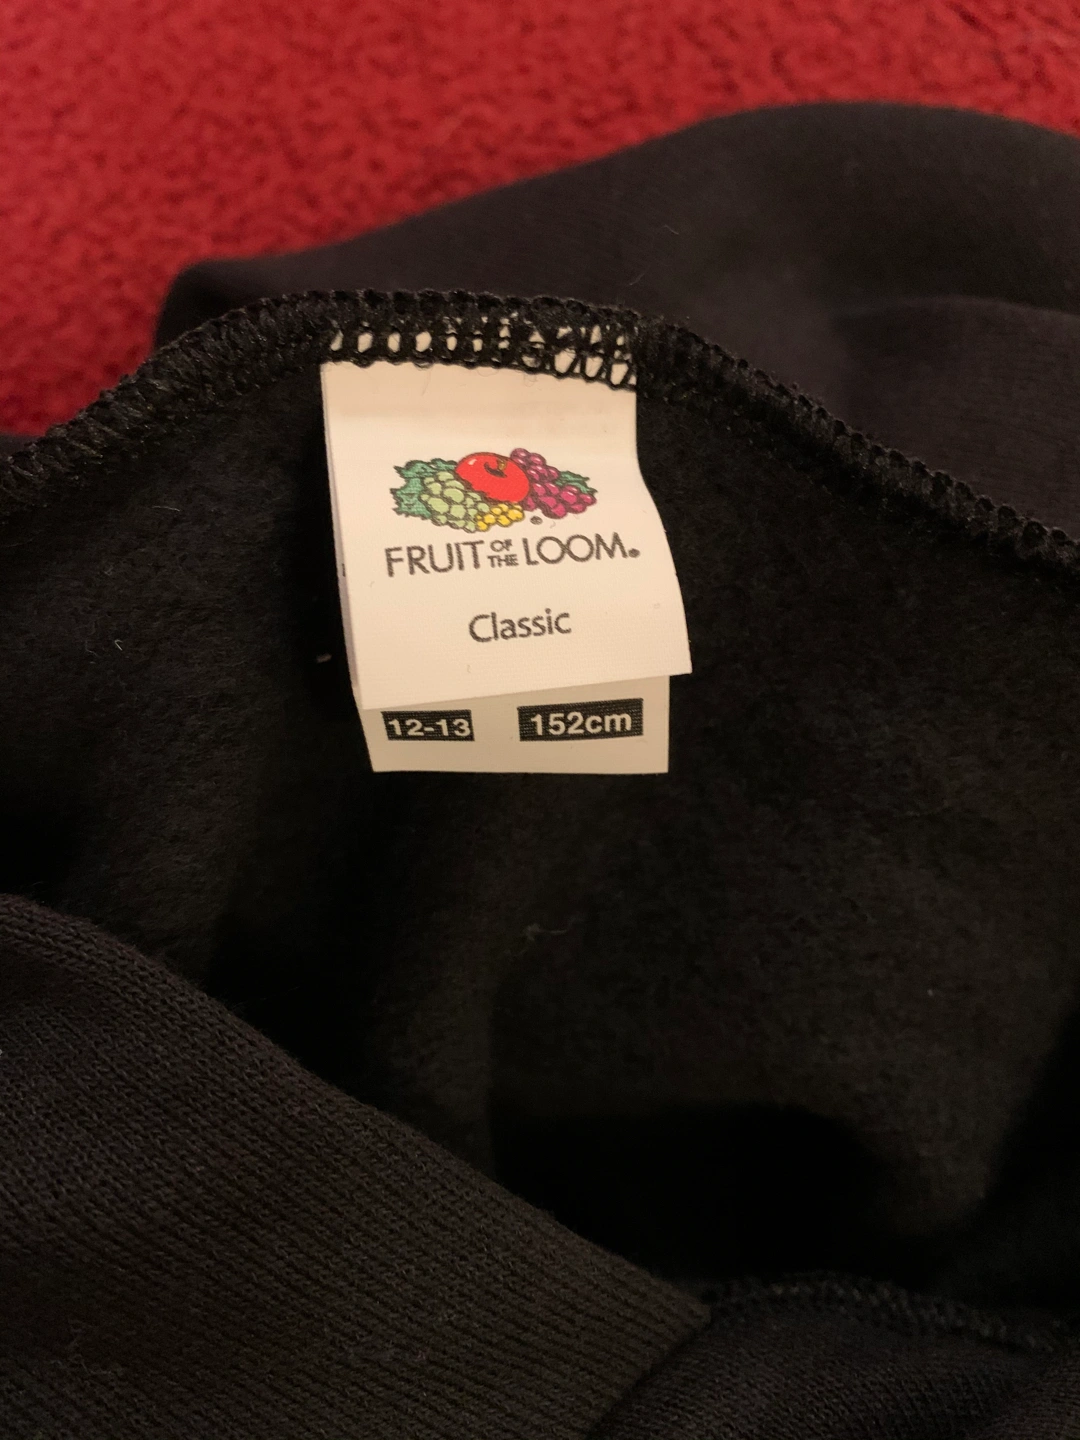 FRUIT OF THE LOOM®
Classic
12-13 152cm